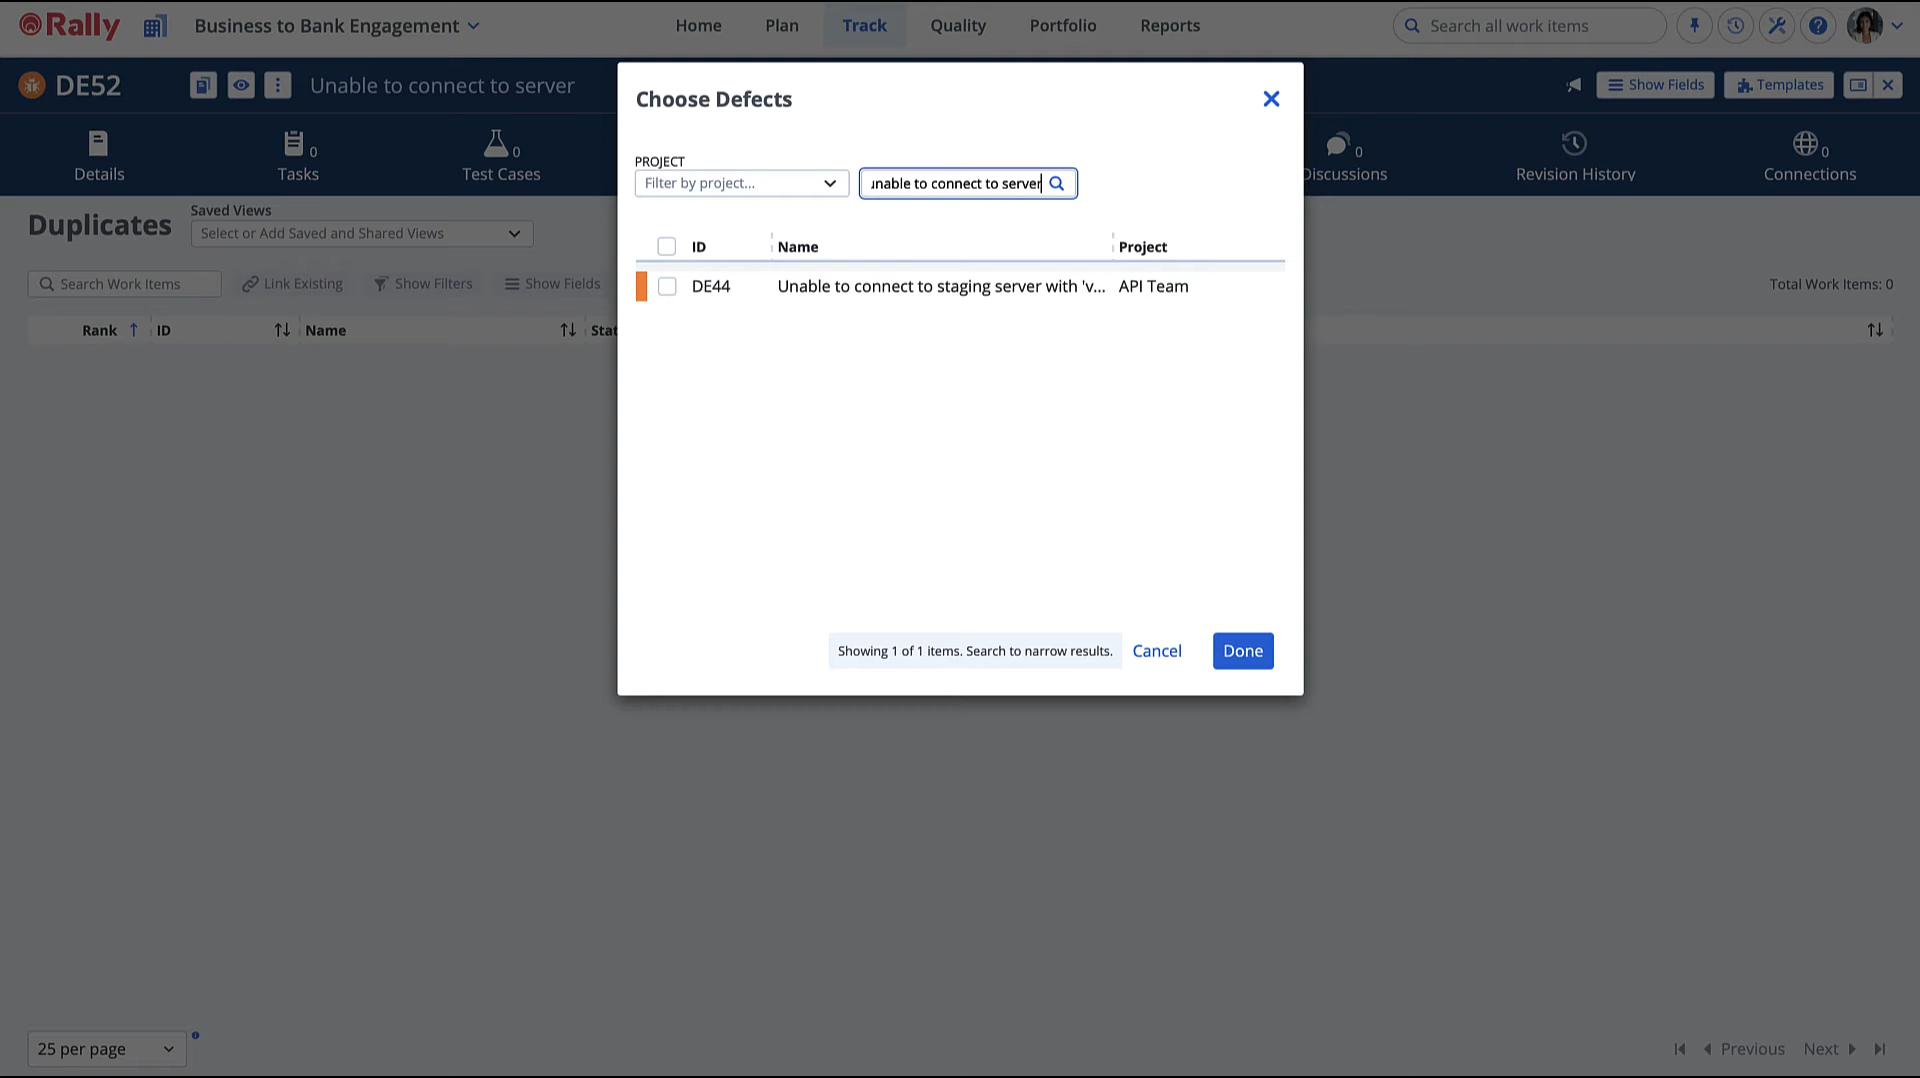 Rally Business to Bank Engagement Home Plan Track Quality Portfolio Reports Search all work items
DE52 Unable to connect to server Show Fields Templates
Details
Tasks 0
Test Cases 0
Discussions 0
Revision History
Connections 0
Duplicates
Saved Views
Select or Add Saved and Shared Views
Search Work Items Link Existing Show Filters Show Fields Total Work Items: 0
Rank ID Name Stat
Choose Defects
PROJECT
Filter by project... unable to connect to server
ID Name Project
DE44 Unable to connect to staging server with 'v... API Team
Showing 1 of 1 items. Search to narrow results. Cancel Done
25 per page Previous Next